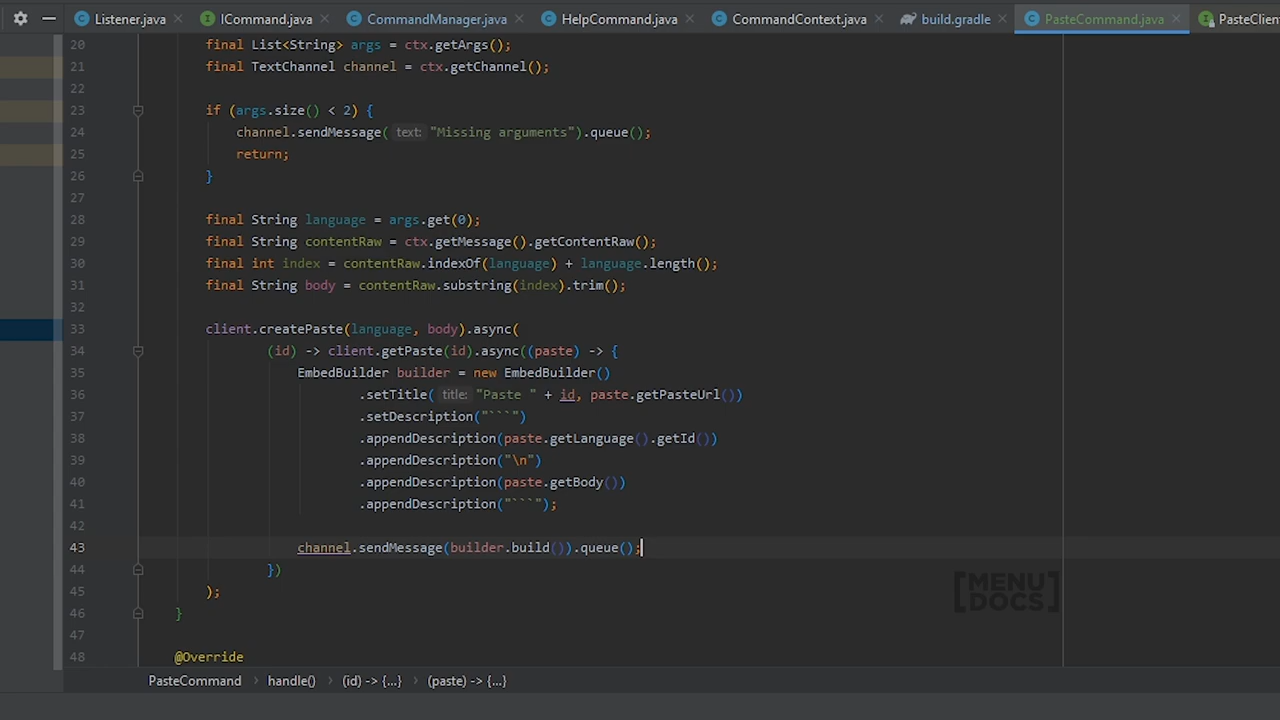 Listener.java ICommand.java CommandManager.java HelpCommand.java CommandContext.java build.gradle PasteCommand.java PasteClien
20 final List<String> args = ctx.getArgs();
21 final TextChannel channel = ctx.getChannel();
22
23 if (args.size() < 2) {
24 channel.sendMessage( text: "Missing arguments").queue();
25 return;
26 }
27
28 final String language = args.get(0);
29 final String contentRaw = ctx.getMessage().getContentRaw();
30 final int index = contentRaw.indexOf(language) + language.length();
31 final String body = contentRaw.substring(index).trim();
32
33 client.createPaste(language, body).async(
34 (id) -> client.getPaste(id).async((paste) -> {
35 EmbedBuilder builder = new EmbedBuilder()
36 .setTitle( title: "Paste " + id, paste.getPasteUrl())
37 .setDescription("```")
38 .appendDescription(paste.getLanguage().getId())
39 .appendDescription("\n")
40 .appendDescription(paste.getBody())
41 .appendDescription("```");
42
43 channel.sendMessage(builder.build()).queue();
44 })
45 );
46 }
47
48 @Override
[MENU
DOCS]
PasteCommand › handle() › (id) -> {...} › (paste) -> {...}